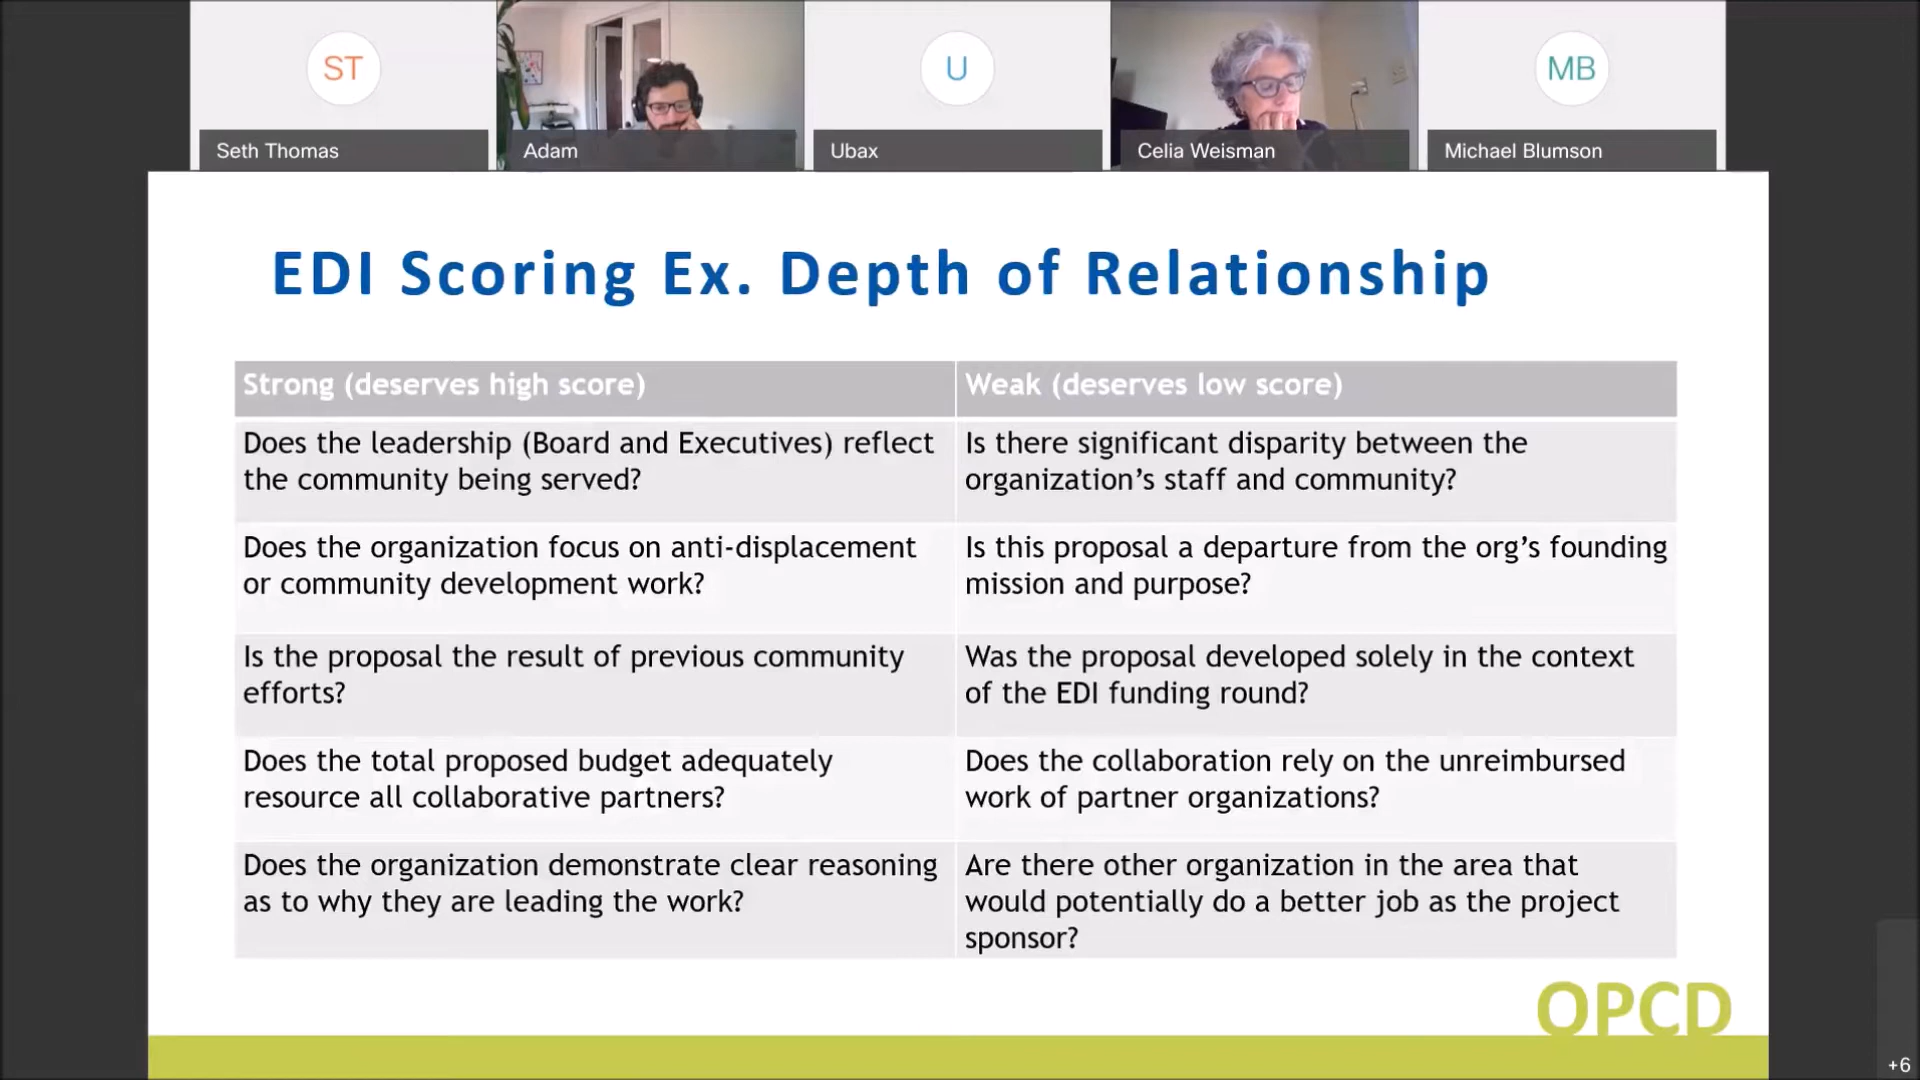 ST
U
MB
Seth Thomas
Adam
Ubax
Celia Weisman
Michael Blumson
EDI Scoring Ex. Depth of Relationship
Strong (deserves high score)
Weak (deserves low score)
Does the leadership (Board and Executives) reflect
the community being served?
Is there significant disparity between the
organization’s staff and community?
Does the organization focus on anti-displacement
or community development work?
Is this proposal a departure from the org’s founding
mission and purpose?
Is the proposal the result of previous community
efforts?
Was the proposal developed solely in the context
of the EDI funding round?
Does the total proposed budget adequately
resource all collaborative partners?
Does the collaboration rely on the unreimbursed
work of partner organizations?
Does the organization demonstrate clear reasoning
as to why they are leading the work?
Are there other organization in the area that
would potentially do a better job as the project
sponsor?
OPCD
+6